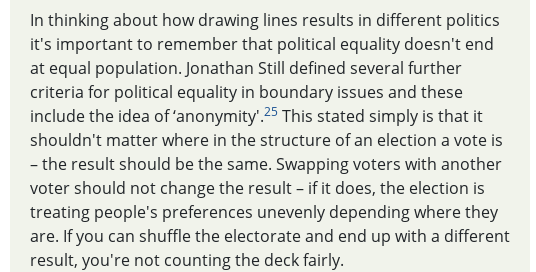 In thinking about how drawing lines results in different politics
it's important to remember that political equality doesn't end
at equal population. Jonathan Still defined several further
criteria for political equality in boundary issues and these
include the idea of ‘anonymity'.25 This stated simply is that it
shouldn't matter where in the structure of an election a vote is
– the result should be the same. Swapping voters with another
voter should not change the result – if it does, the election is
treating people's preferences unevenly depending where they
are. If you can shuffle the electorate and end up with a different
result, you're not counting the deck fairly.